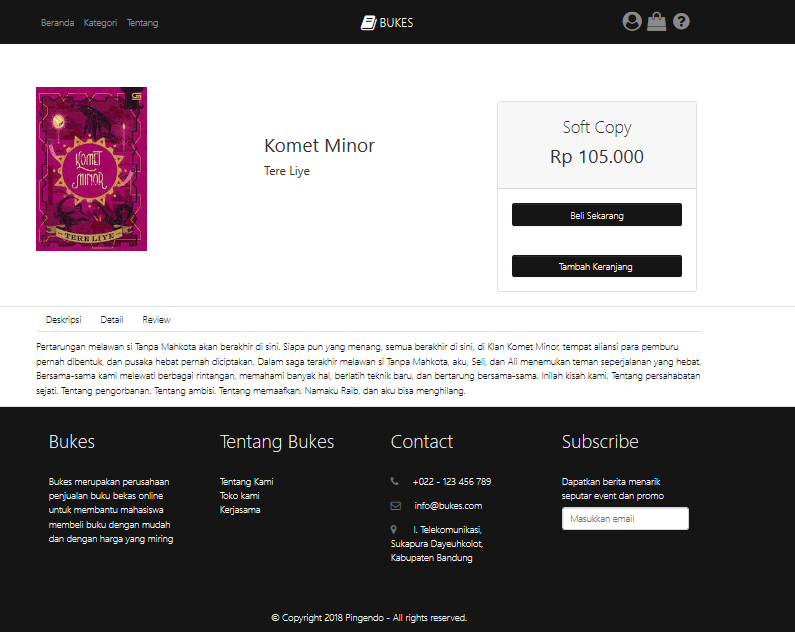 Beranda Kategori Tentang
BUKES
KOMET
MINOR
TERE LIYE
Komet Minor
Tere Liye
Soft Copy
Rp 105.000
Beli Sekarang
Tambah Keranjang
Deskripsi Detail Review
Pertarungan melawan si Tanpa Mahkota akan berakhir di sini. Siapa pun yang menang, semua berakhir di sini, di Klan Komet Minor, tempat aliansi para pemburu
pernah dibentuk, dan pusaka hebat pernah diciptakan. Dalam saga terakhir melawan si Tanpa Mahkota, aku, Seli, dan Ali menemukan teman seperjalanan yang hebat.
Bersama-sama kami melewati berbagai rintangan, memahami banyak hal, berlatih teknik baru, dan bertarung bersama-sama. Inilah kisah kami. Tentang persahabatan
sejati. Tentang pengorbanan. Tentang ambisi. Tentang memaafkan. Namaku Raib, dan aku bisa menghilang.
Bukes
Bukes merupakan perusahaan
penjualan buku bekas online
untuk membantu mahasiswa
membeli buku dengan mudah
dan dengan harga yang miring
Tentang Bukes
Tentang Kami
Toko kami
Kerjasama
Contact
+022 - 123 456 789
info@bukes.com
l. Telekomunikasi,
Sukapura Dayeuhkolot,
Kabupaten Bandung
Subscribe
Dapatkan berita menarik
seputar event dan promo
Masukkan email
© Copyright 2018 Pingendo - All rights reserved.